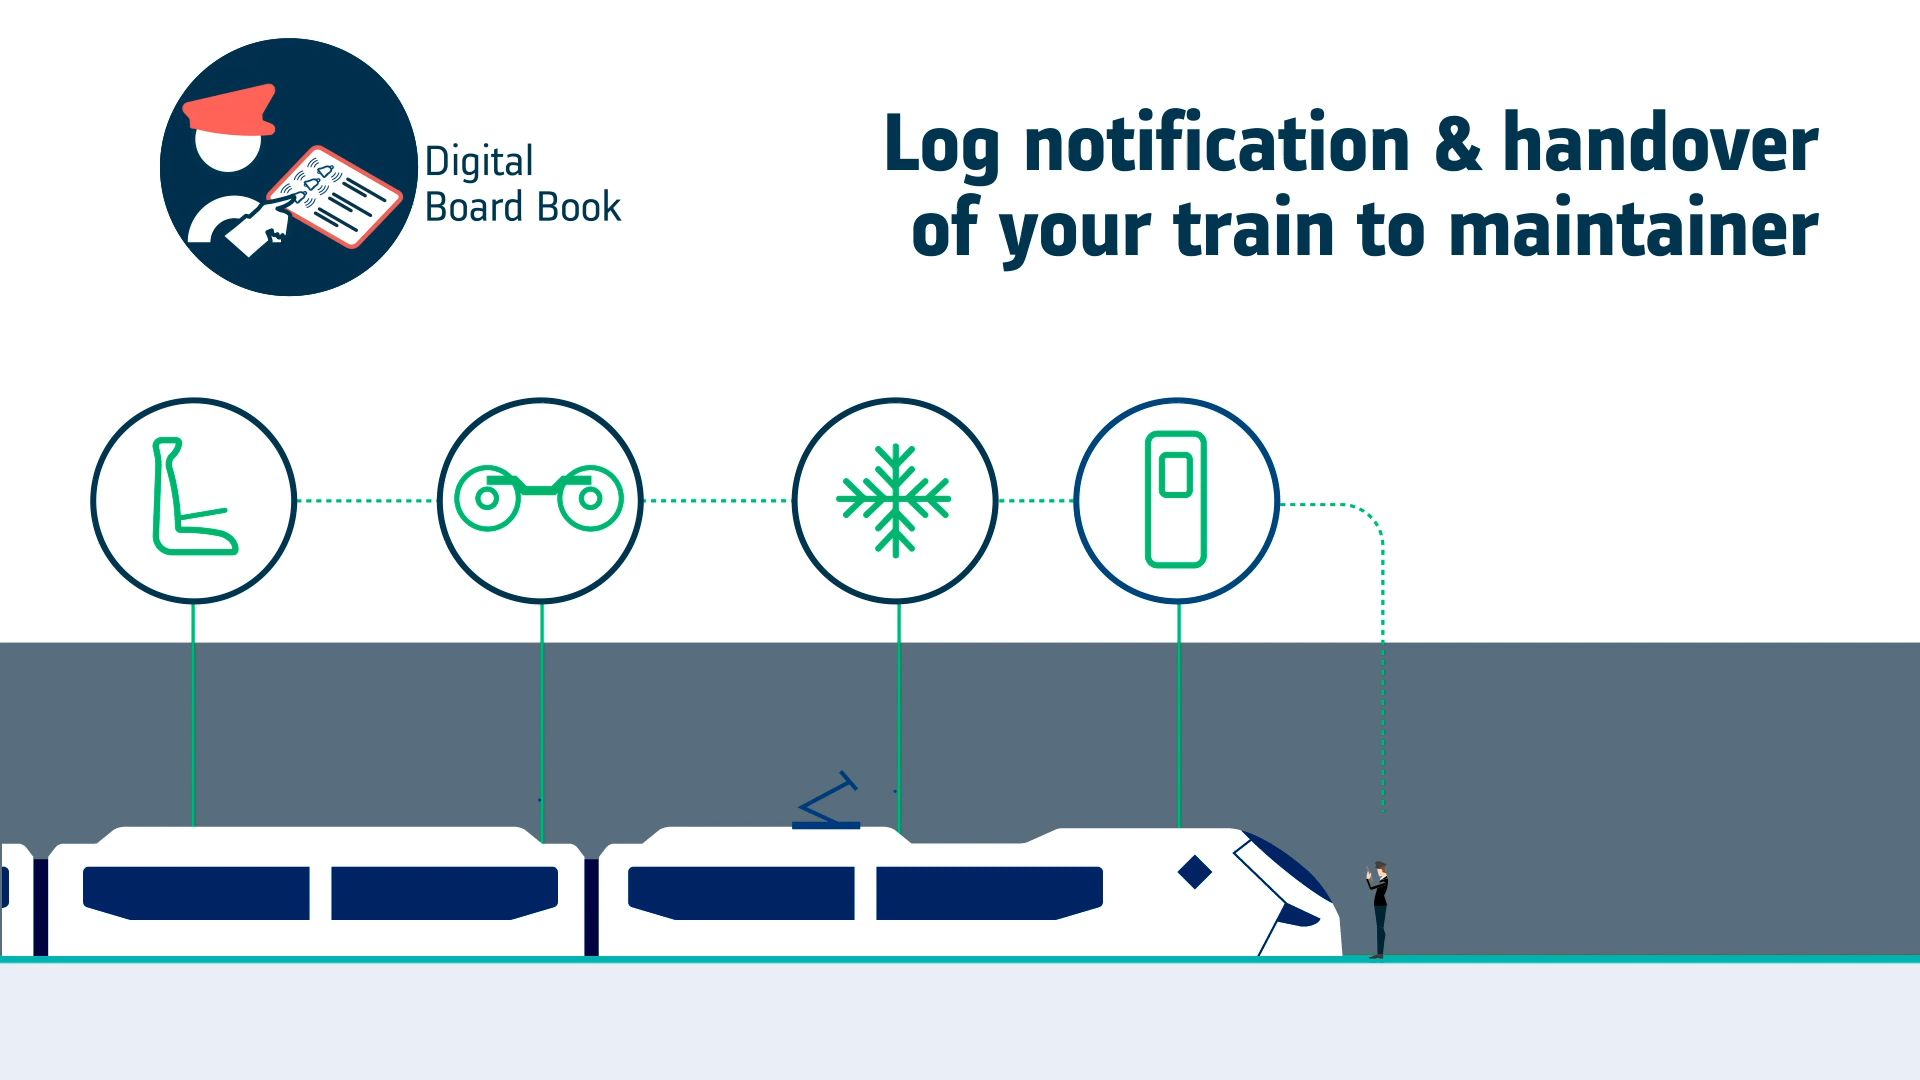 Digital
Board Book
Log notification & handover
of your train to maintainer